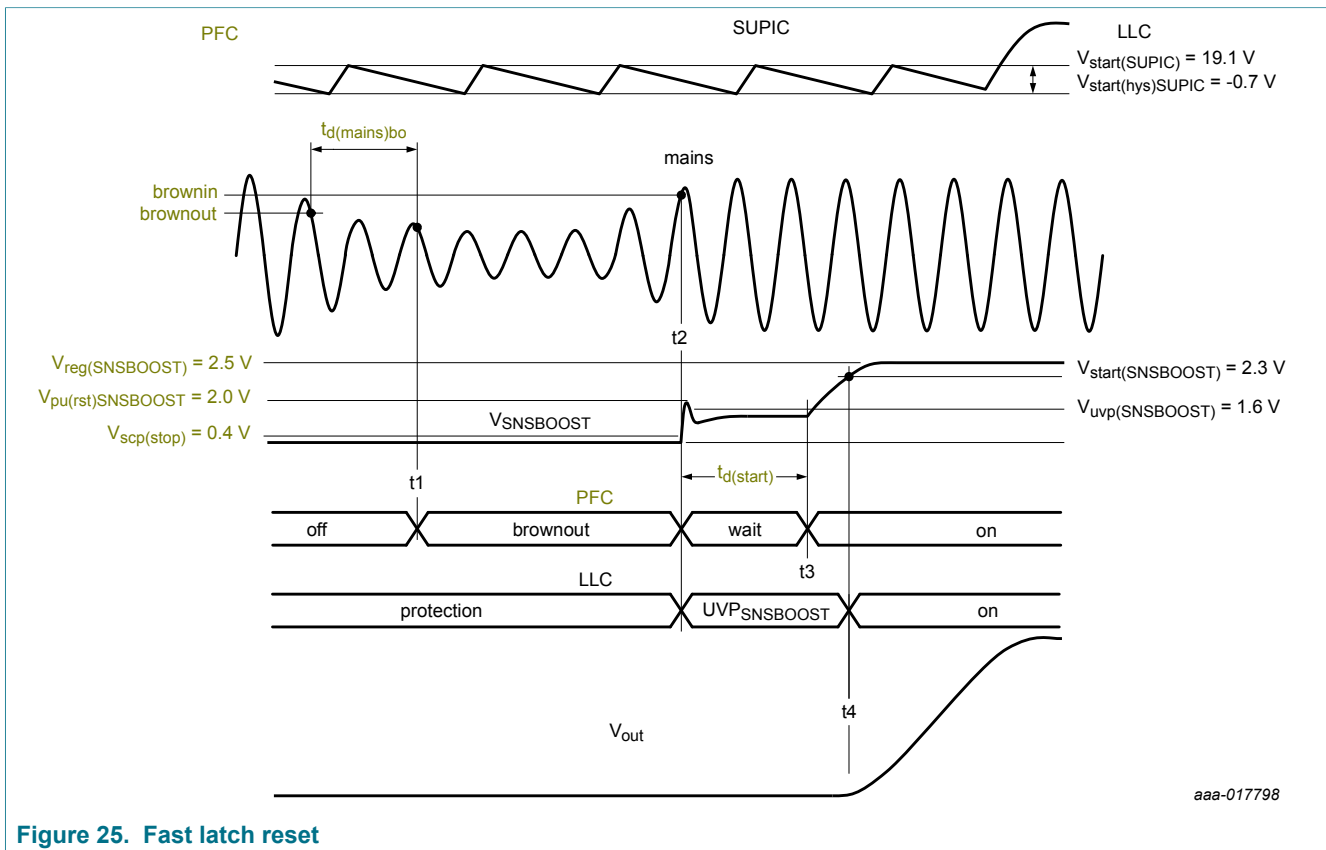 PFC
SUPIC
LLC
Vstart(SUPIC) = 19.1 V
Vstart(hys)SUPIC = -0.7 V
td(mains)bo
mains
brownin
brownout
t2
Vreg(SNSBOOST) = 2.5 V
Vstart(SNSBOOST) = 2.3 V
Vpu(rst)SNSBOOST = 2.0 V
Vuvp(SNSBOOST) = 1.6 V
VSNSBOOST
Vscp(stop) = 0.4 V
td(start)
t1
PFC
off
brownout
wait
on
t3
LLC
protection
UVPSNSBOOST
on
t4
Vout
aaa-017798
Figure 25. Fast latch reset